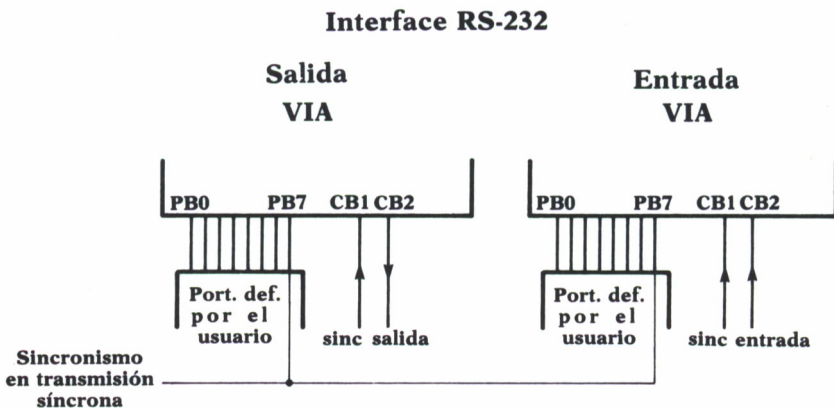 Interface RS-232
Salida
VIA
Entrada
VIA
PB0 PB7 CB1 CB2
PB0 PB7 CB1 CB2
Port. def.
por el
usuario
sinc salida
Port. def.
por el
usuario
sinc entrada
Sincronismo
en transmisión
síncrona